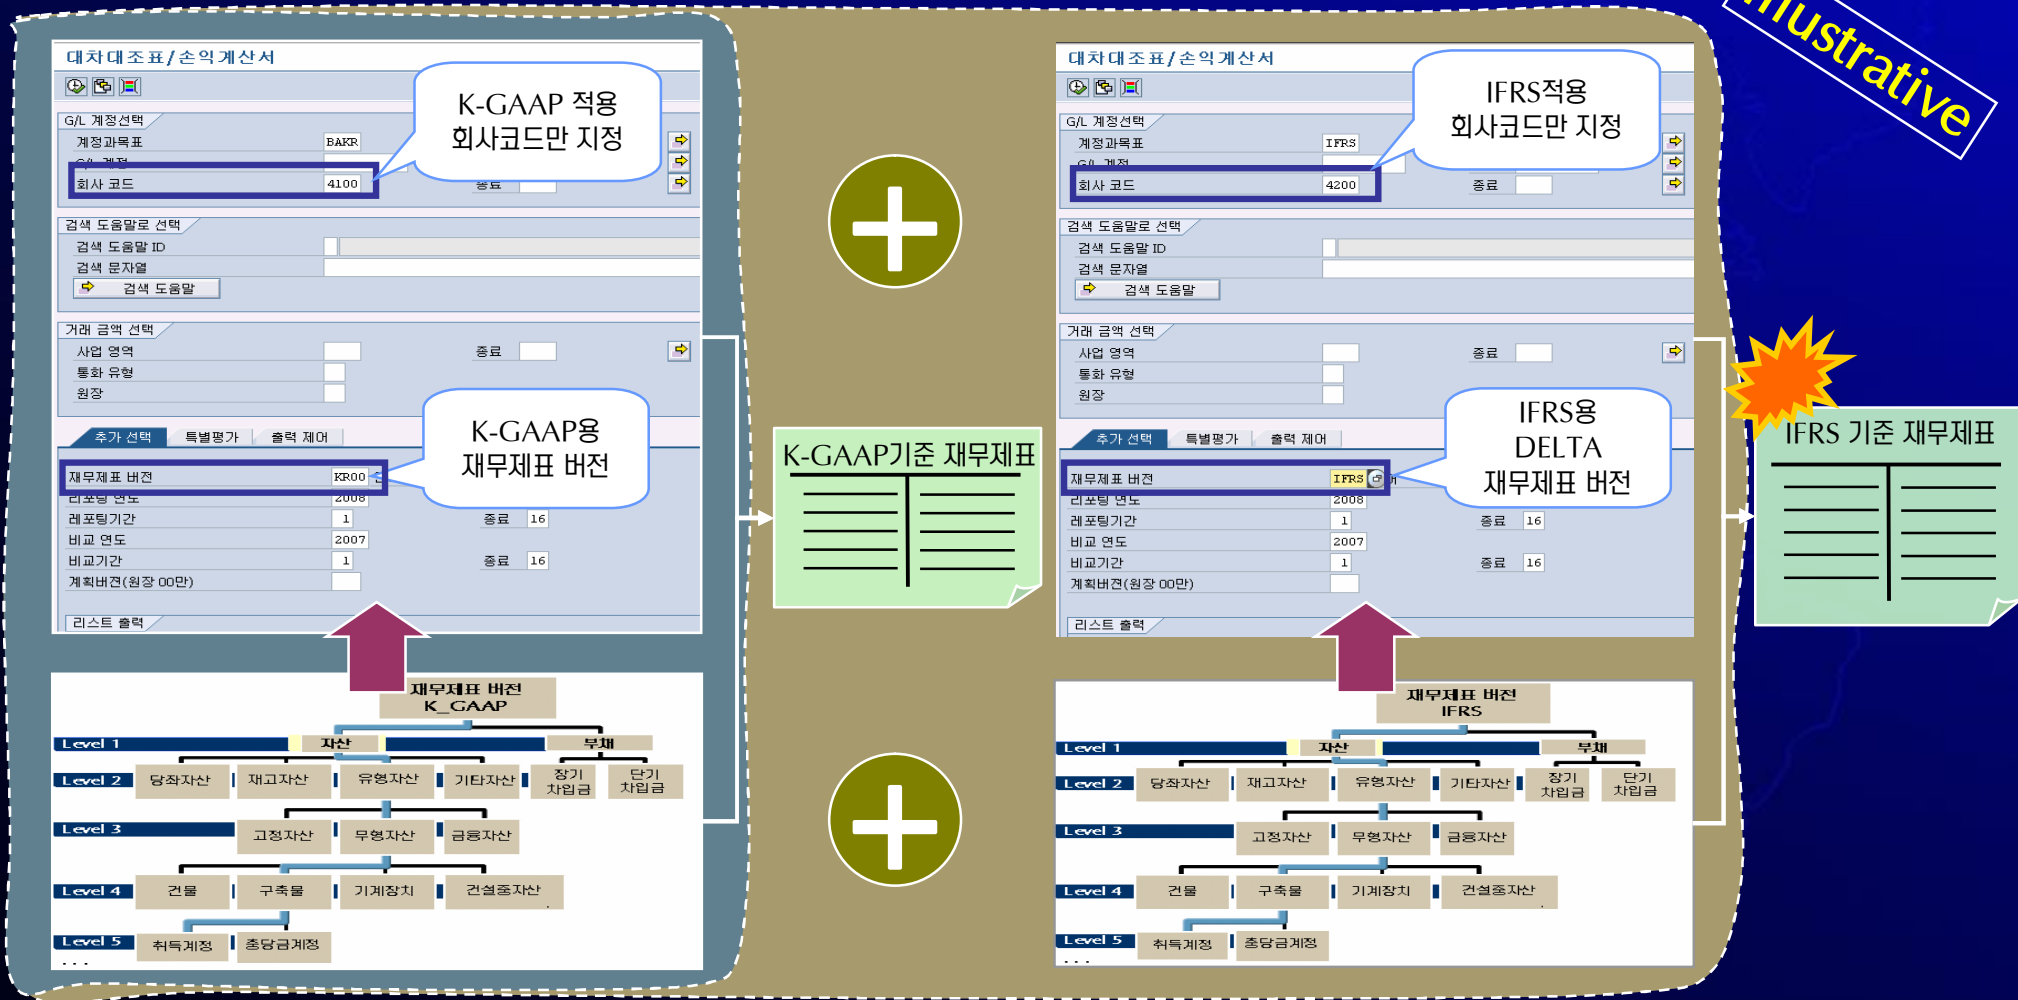 Illustrative
대차대조표/손익계산서
K-GAAP 적용
회사코드만 지정
G/L 계정선택
계정과목표
BAKR
G/L 계정
회사 코드
4100
종료
검색 도움말로 선택
검색 도움말 ID
검색 문자열
검색 도움말
거래 금액 선택
사업 영역
종료
통화 유형
원장
K-GAAP용
재무제표 버전
추가 선택
특별평가
출력 제어
재무제표 버전
KR00
리포팅 연도
2008
레포팅기간
1
종료
16
비교 연도
2007
비교기간
1
종료
16
계획버젼(원장 00만)
리스트 출력
재무제표 버전
K_GAAP
Level 1
자산
부채
Level 2
당좌자산
재고자산
유형자산
기타자산
장기
차입금
단기
차입금
Level 3
고정자산
무형자산
금융자산
Level 4
건물
구축물
기계장치
건설중자산
Level 5
취득계정
충당금계정
...
K-GAAP기준 재무제표
대차대조표/손익계산서
IFRS적용
회사코드만 지정
G/L 계정선택
계정과목표
IFRS
G/L 계정
회사 코드
4200
종료
검색 도움말로 선택
검색 도움말 ID
검색 문자열
검색 도움말
거래 금액 선택
사업 영역
종료
통화 유형
원장
IFRS용
DELTA
재무제표 버전
추가 선택
특별평가
출력 제어
재무제표 버전
IFRS
리포팅 연도
2008
레포팅기간
1
종료
16
비교 연도
2007
비교기간
1
종료
16
계획버젼(원장 00만)
리스트 출력
재무제표 버전
IFRS
Level 1
자산
부채
Level 2
당좌자산
재고자산
유형자산
기타자산
장기
차입금
단기
차입금
Level 3
고정자산
무형자산
금융자산
Level 4
건물
구축물
기계장치
건설중자산
Level 5
취득계정
충당금계정
...
IFRS 기준 재무제표